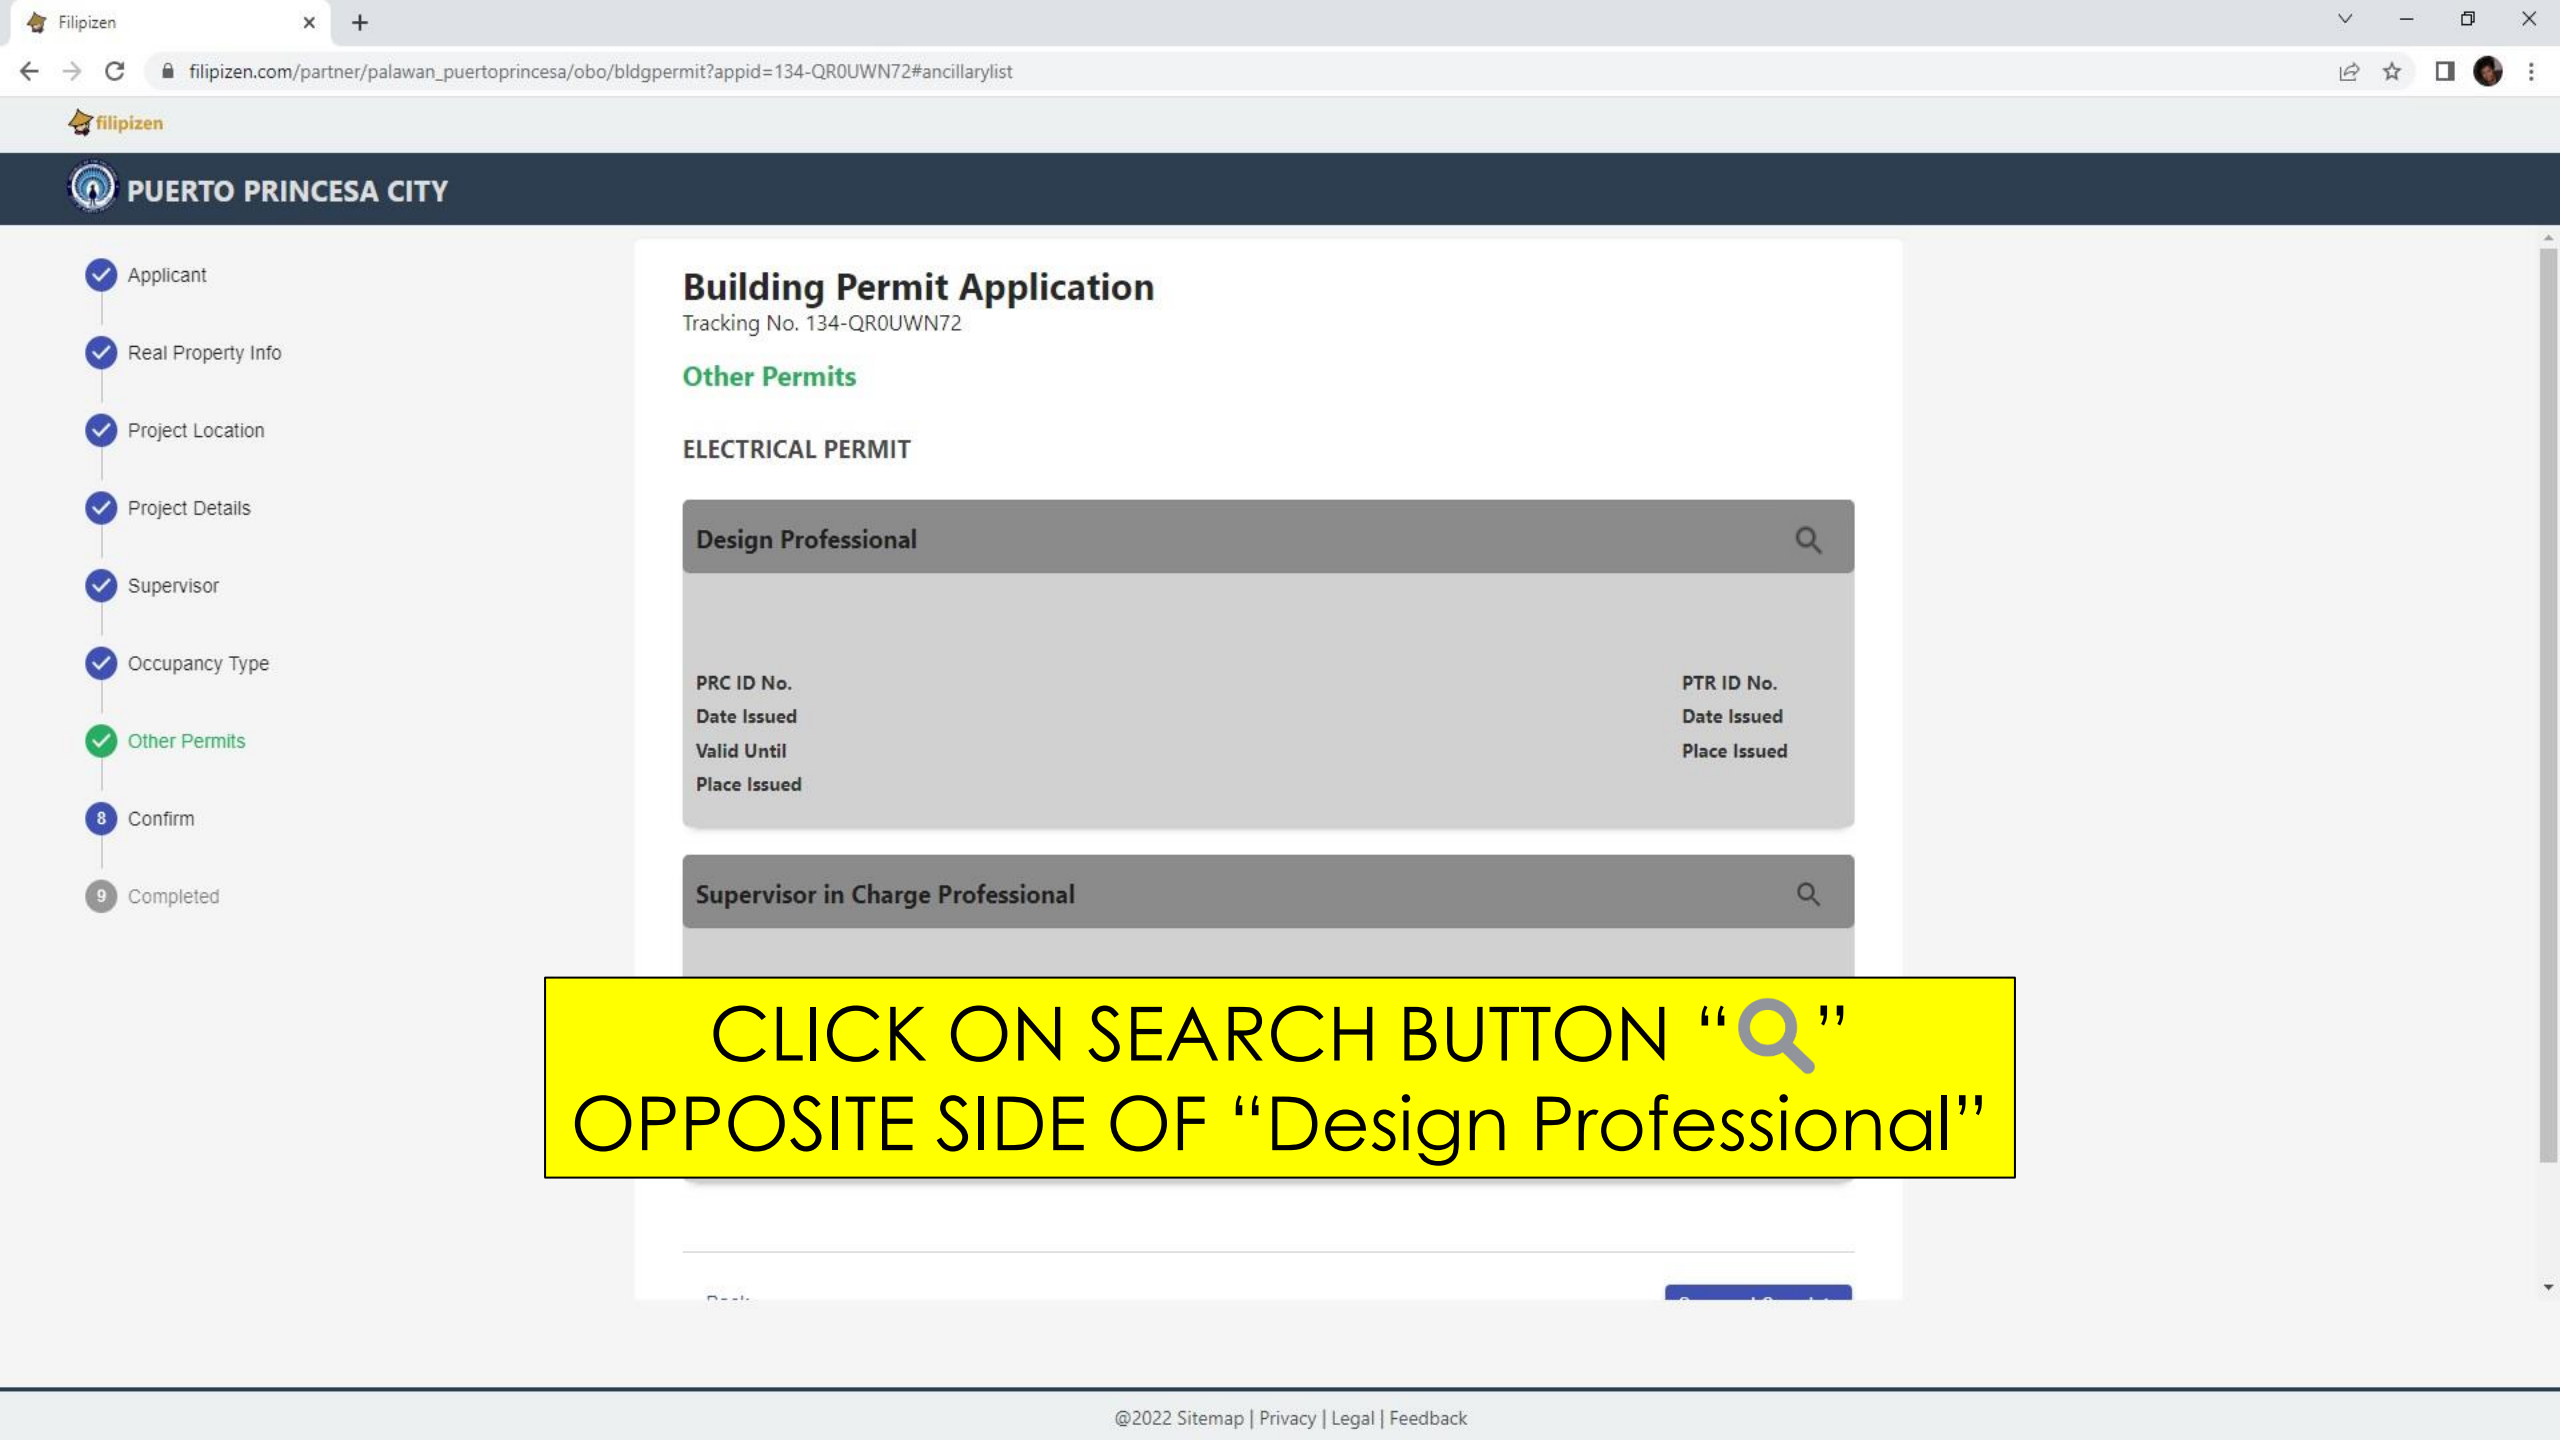 Filipizen
filipizen.com/partner/palawan_puertoprincesa/obo/bldgpermit?appid=134-QR0UWN72#ancillarylist
filipizen
PUERTO PRINCESA CITY
Applicant
Real Property Info
Project Location
Project Details
Supervisor
Occupancy Type
Other Permits
8 Confirm
9 Completed
Building Permit Application
Tracking No. 134-QR0UWN72
Other Permits
ELECTRICAL PERMIT
Design Professional
PRC ID No.
Date Issued
Valid Until
Place Issued
PTR ID No.
Date Issued
Place Issued
Supervisor in Charge Professional
CLICK ON SEARCH BUTTON “ ”
OPPOSITE SIDE OF “Design Professional”
@2022 Sitemap | Privacy | Legal | Feedback